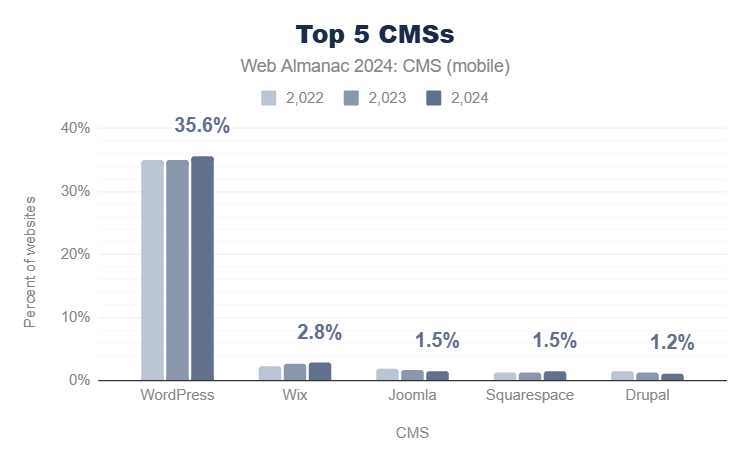 Top 5 CMSs
Web Almanac 2024: CMS (mobile)
2,022 2,023 2,024
Percent of websites
40%
30%
20%
10%
0%
35.6%
2.8%
1.5%
1.5%
1.2%
WordPress Wix Joomla Squarespace Drupal
CMS